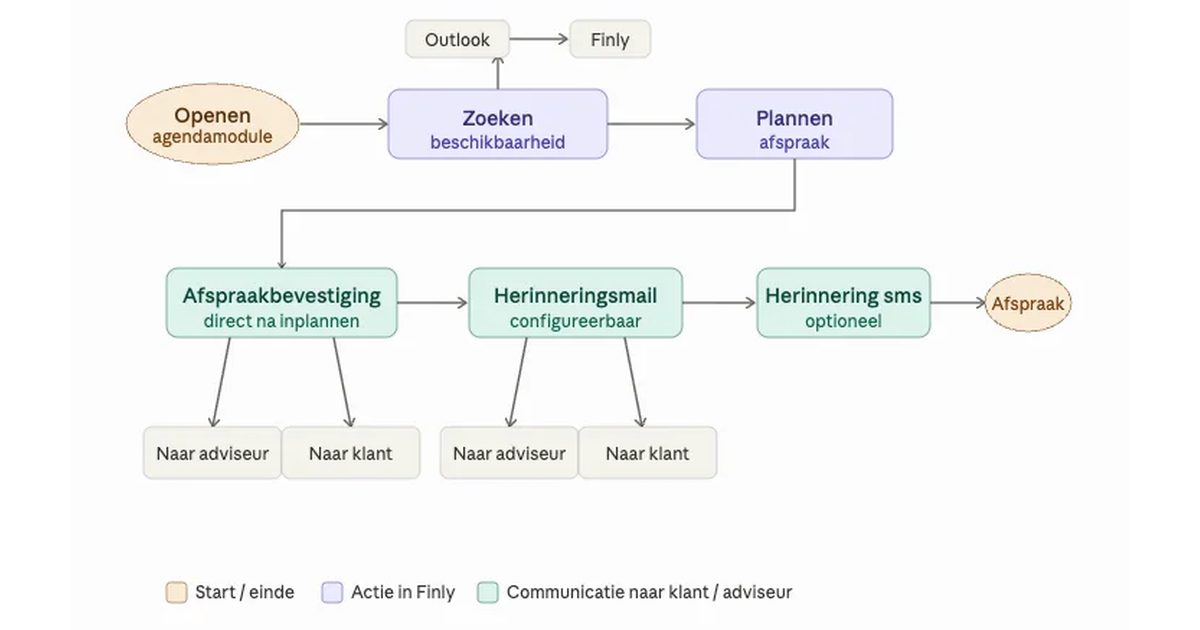 Outlook
Finly
Openen
agendamodule
Zoeken
beschikbaarheid
Plannen
afspraak
Afspraakbevestiging
direct na inplannen
Herinneringsmail
configureerbaar
Herinnering sms
optioneel
Afspraak
Naar adviseur
Naar klant
Naar adviseur
Naar klant
Start / einde
Actie in Finly
Communicatie naar klant / adviseur